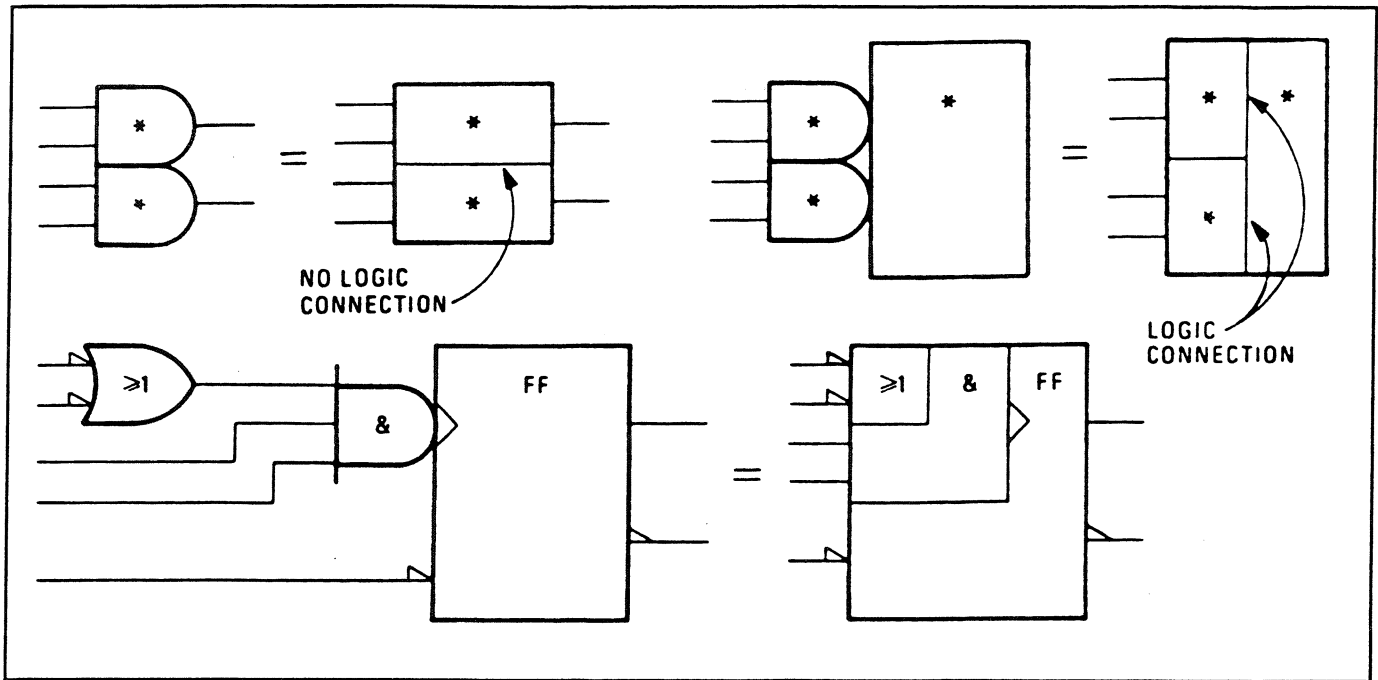 *
*
=
*
*
NO LOGIC
CONNECTION
*
*
*
=
*
*
*
LOGIC
CONNECTION
≥1
&
FF
=
≥1
&
FF